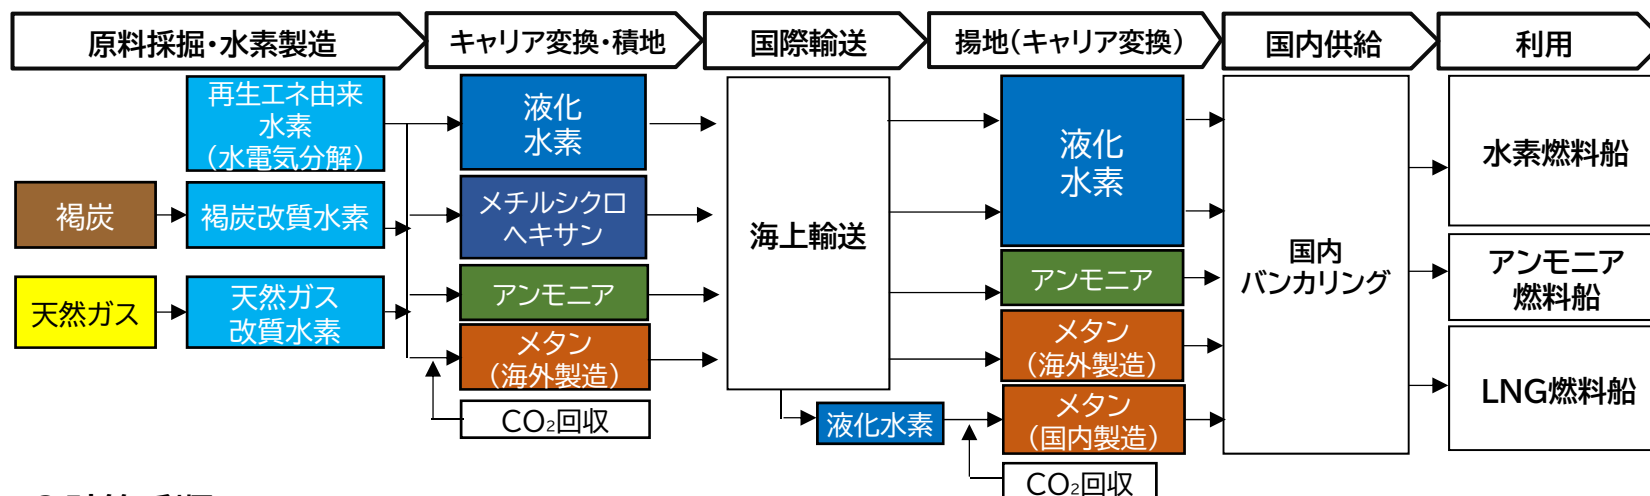 原料採掘・水素製造
キャリア変換・積地
国際輸送
揚地(キャリア変換)
国内供給
利用
再生エネ由来
水素
(水電気分解)
褐炭
褐炭改質水素
天然ガス
天然ガス
改質水素
液化
水素
メチルシクロ
ヘキサン
アンモニア
メタン
(海外製造)
CO₂回収
海上輸送
液化水素
液化
水素
アンモニア
メタン
(海外製造)
メタン
(国内製造)
CO₂回収
国内
バンカリング
水素燃料船
アンモニア
燃料船
LNG燃料船